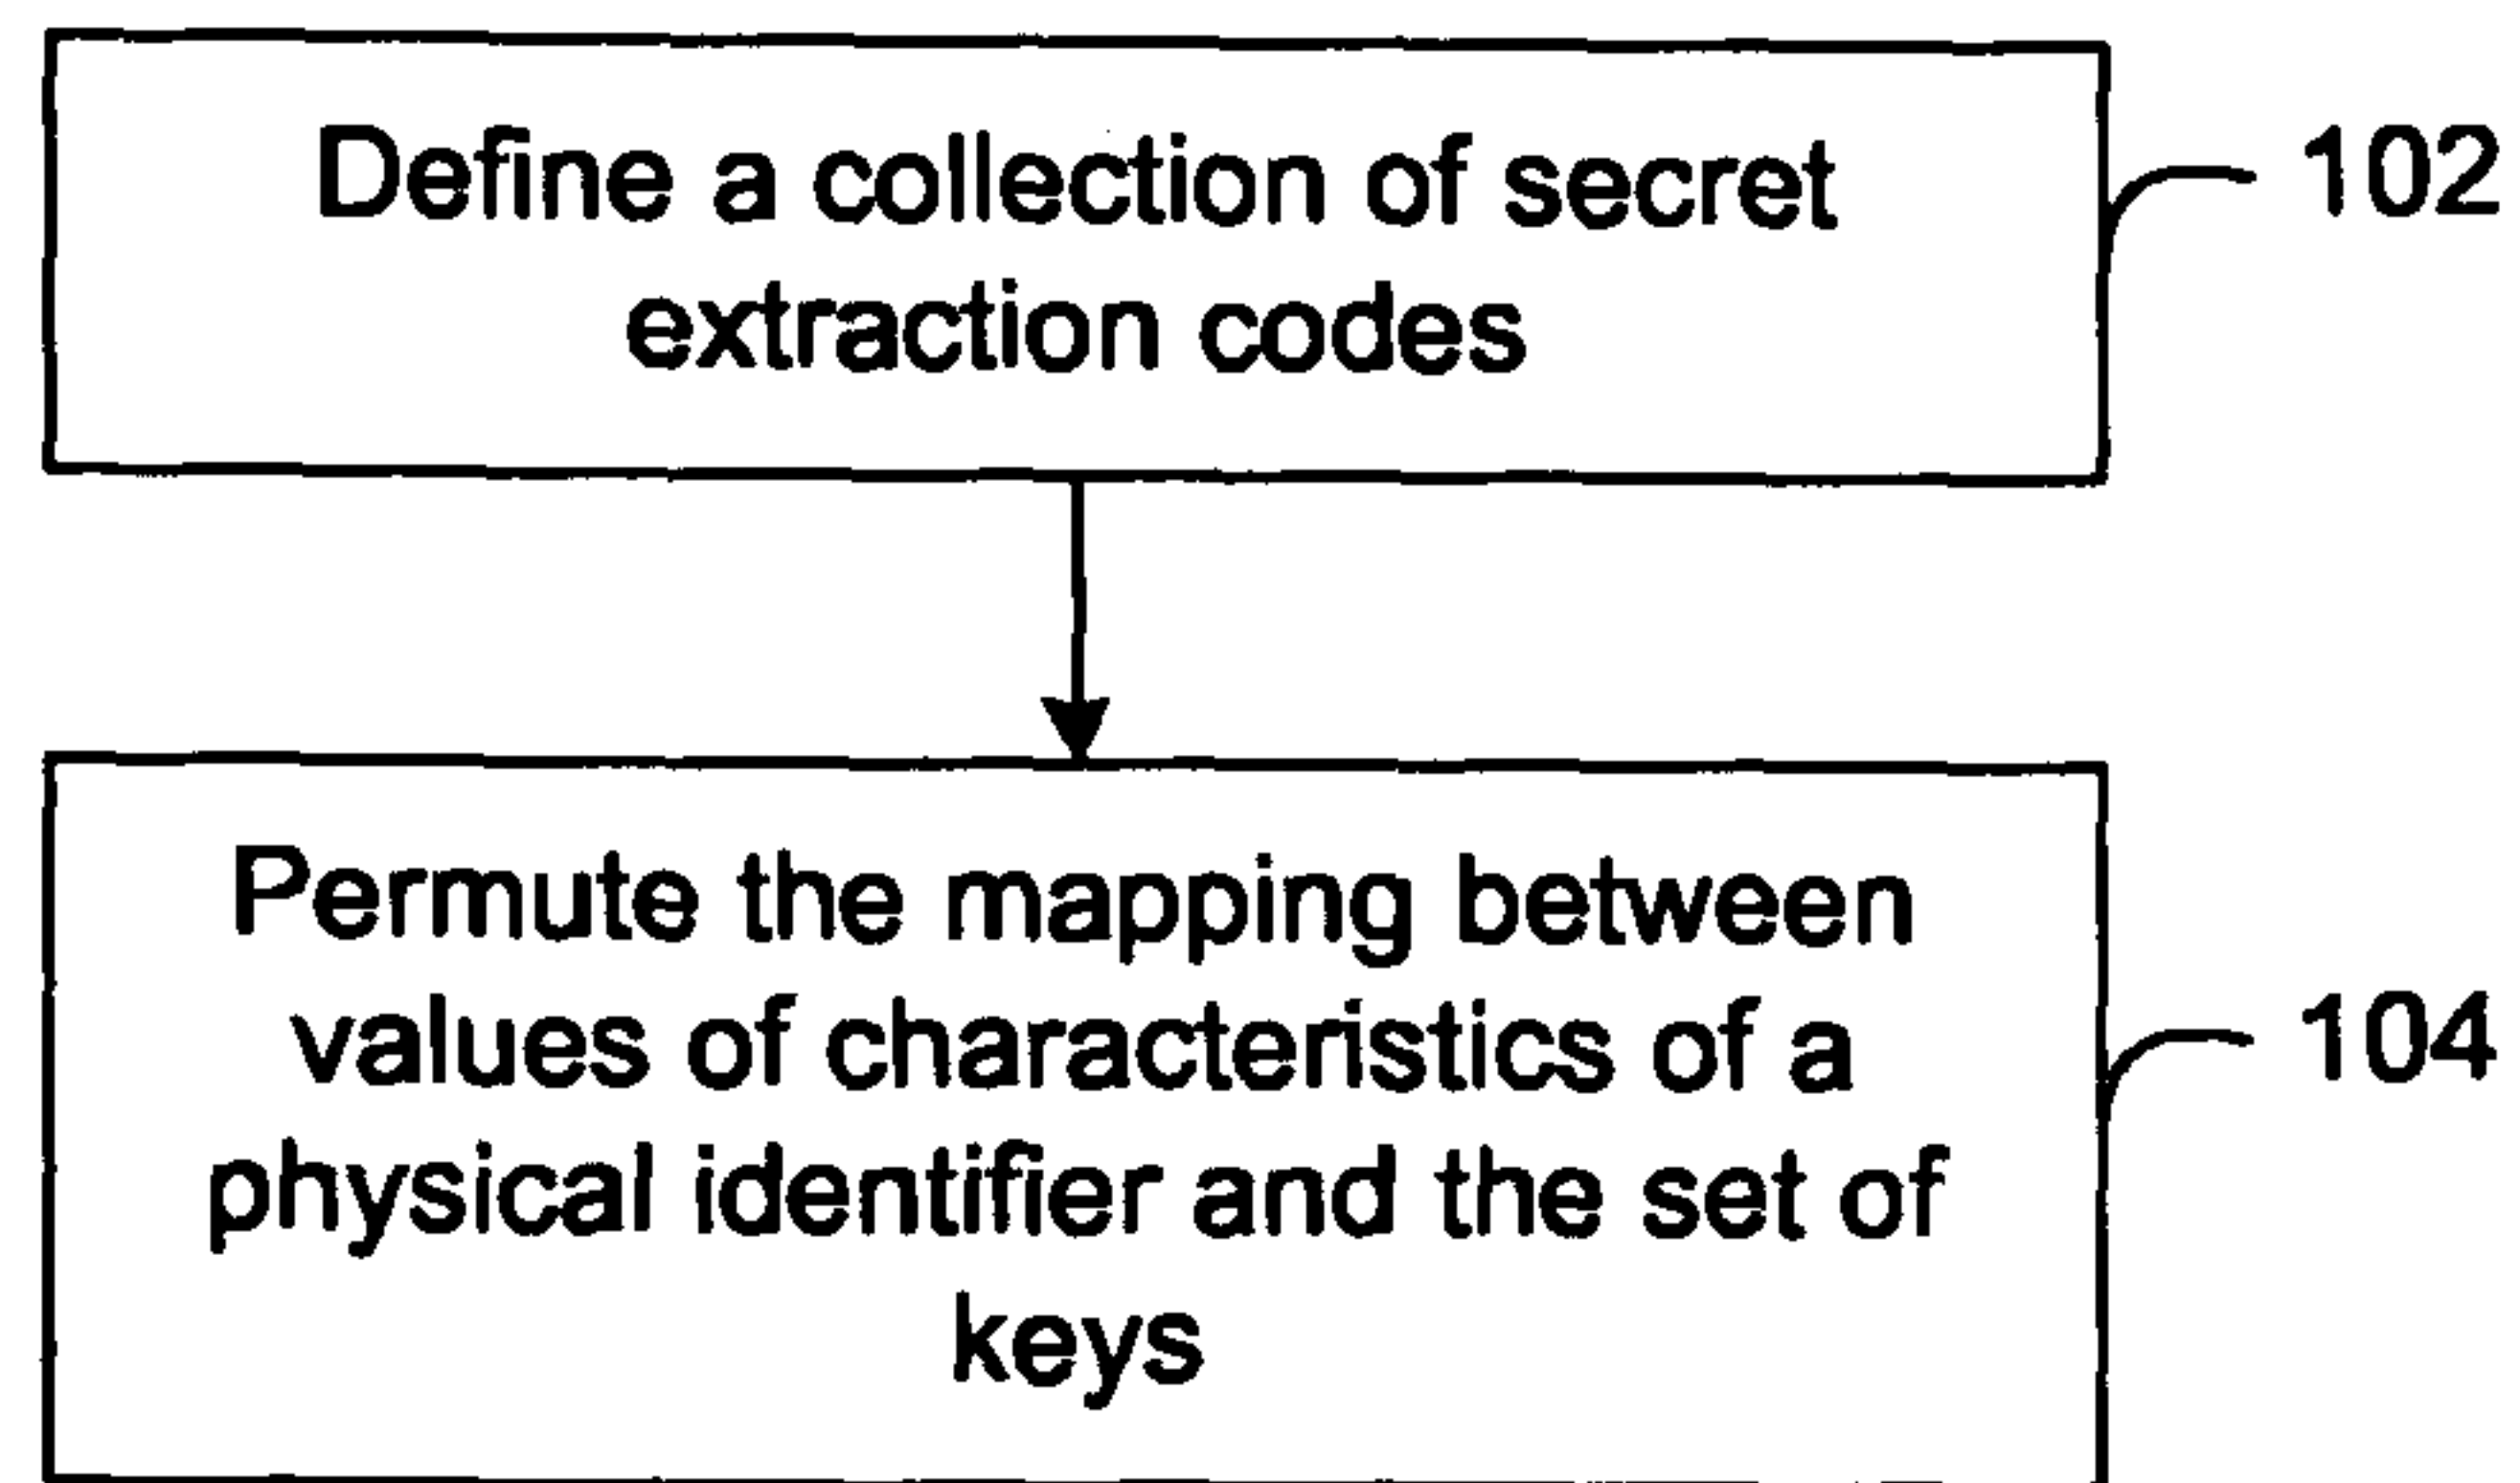 Define a collection of secret
extraction codes
102
Permute the mapping between
values of characteristics of a
physical identifier and the set of
keys
104